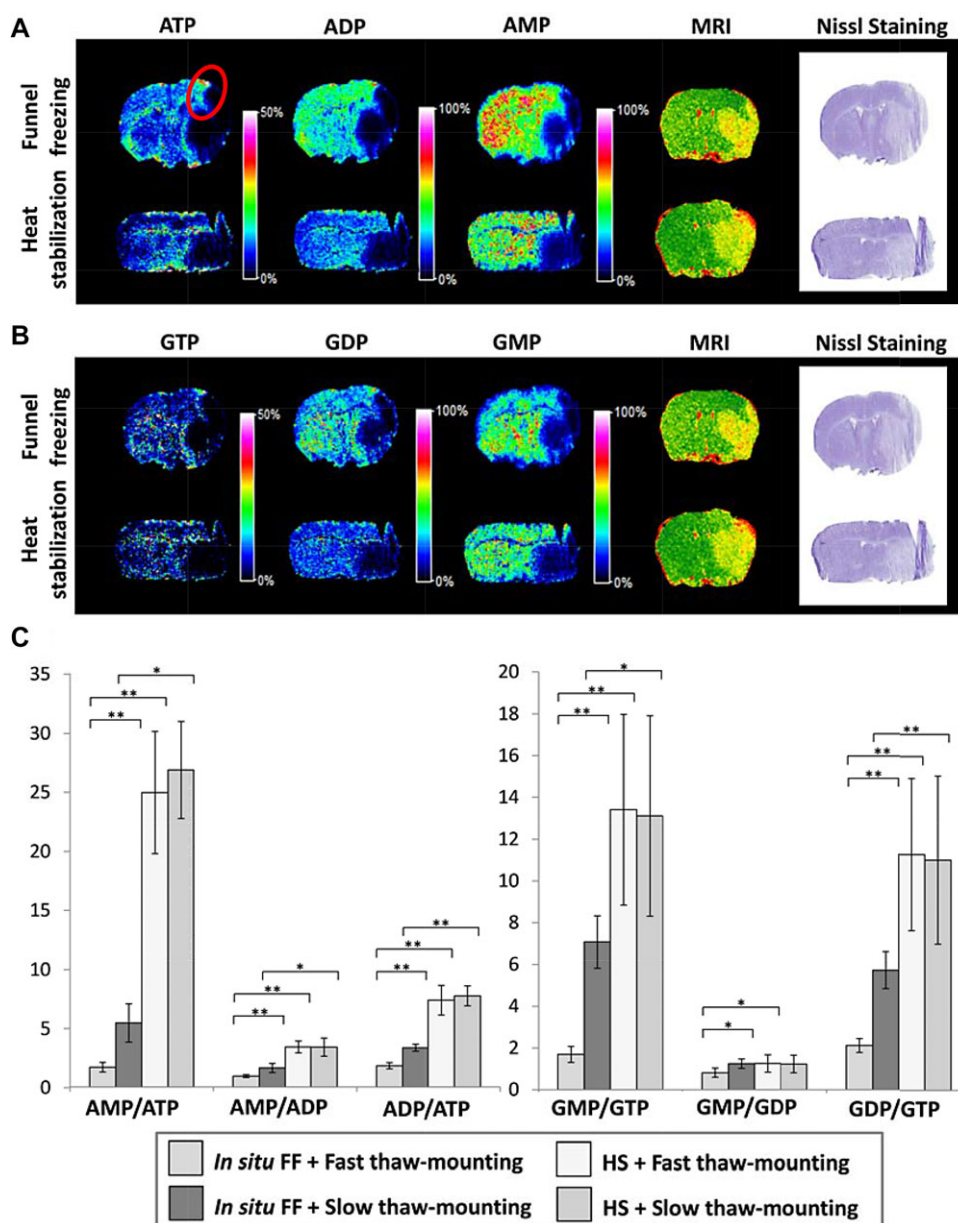 A
ATP ADP AMP MRI Nissl Staining
Funnel freezing
Heat stabilization
50%
0%
100%
0%
100%
0%
B
GTP GDP GMP MRI Nissl Staining
Funnel freezing
Heat stabilization
50%
0%
100%
0%
100%
0%
C
35
30
25
20
15
10
5
0
* ** **
* ** **
** ** **
AMP/ATP AMP/ADP ADP/ATP
20
18
16
14
12
10
8
6
4
2
0
* ** **
* *
** ** **
GMP/GTP GMP/GDP GDP/GTP
In situ FF + Fast thaw-mounting
HS + Fast thaw-mounting
In situ FF + Slow thaw-mounting
HS + Slow thaw-mounting